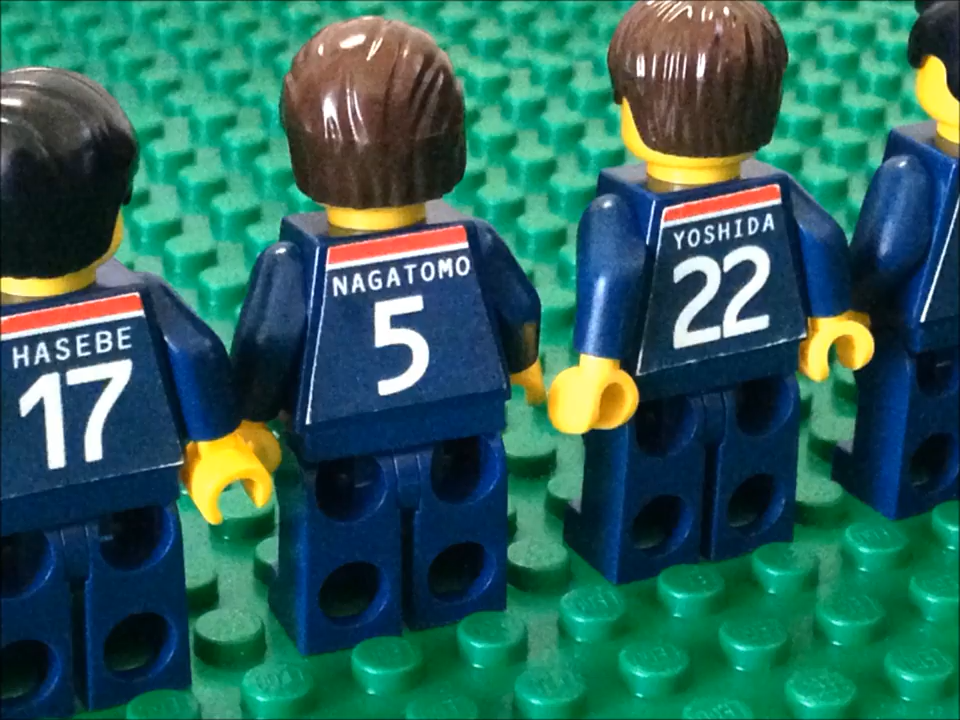 HASEBE
17
NAGATOMO
5
YOSHIDA
22